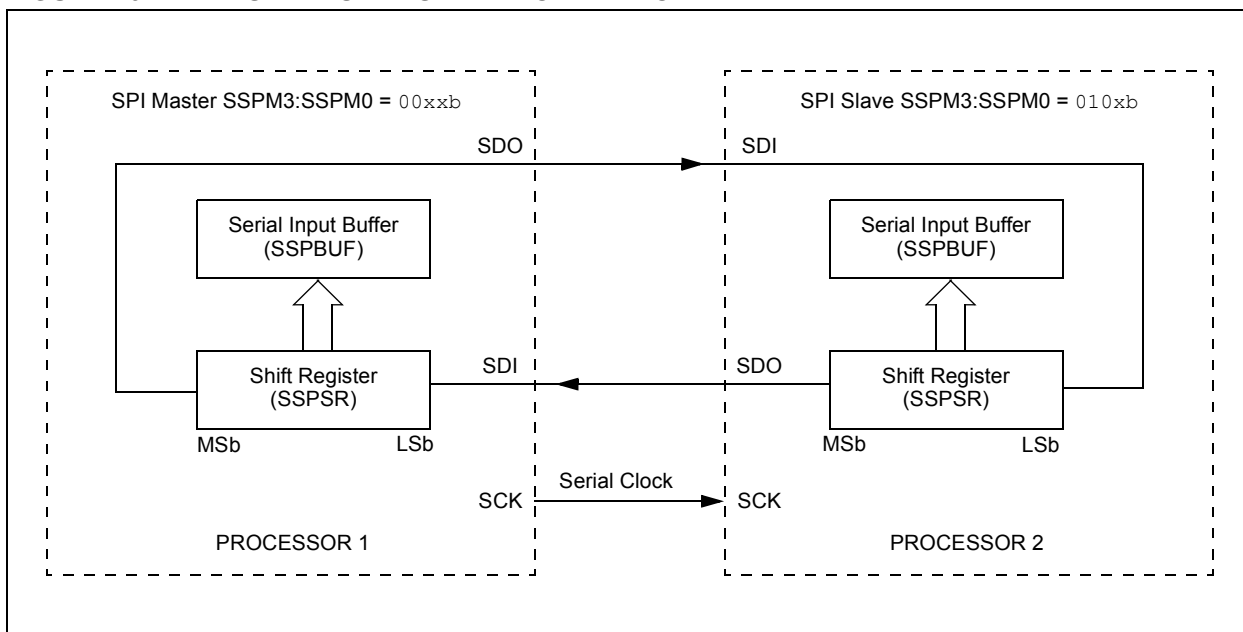 SPI Master SSPM3:SSPM0 = 00xxb
SPI Slave SSPM3:SSPM0 = 010xb
SDO
SDI
Serial Input Buffer
(SSPBUF)
Serial Input Buffer
(SSPBUF)
SDI
SDO
Shift Register
(SSPSR)
Shift Register
(SSPSR)
MSb
LSb
MSb
LSb
Serial Clock
SCK
SCK
PROCESSOR 1
PROCESSOR 2